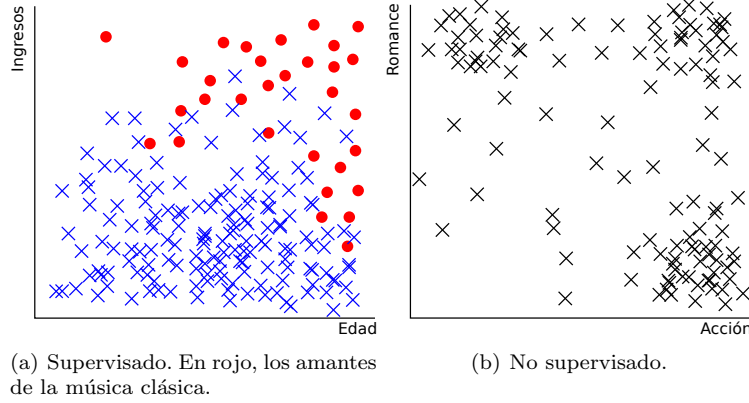 Ingresos
Edad
Romance
Acción
(a) Supervisado. En rojo, los amantes
de la música clásica.
(b) No supervisado.